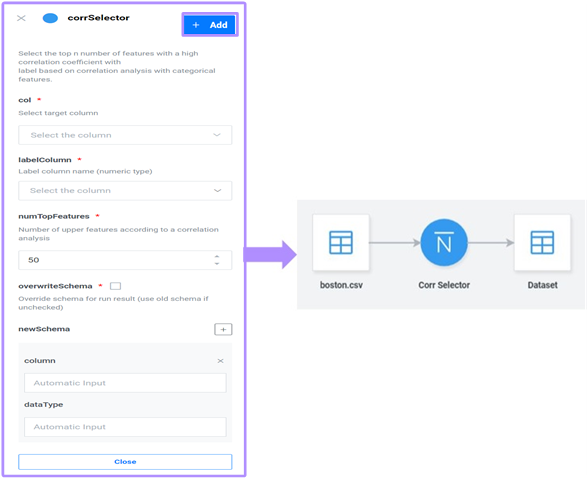 corrSelector
+ Add
Select the top n number of features with a high
correlation coefficient with
label based on correlation analysis with categorical
features.
col *
Select target column
Select the column
labelColumn *
Label column name (numeric type)
Select the column
numTopFeatures *
Number of upper features according to a correlation
analysis
50
overwriteSchema *
Override schema for run result (use old schema if
unchecked)
newSchema
+
column
Automatic Input
dataType
Automatic Input
Close
N
boston.csv
Corr Selector
Dataset